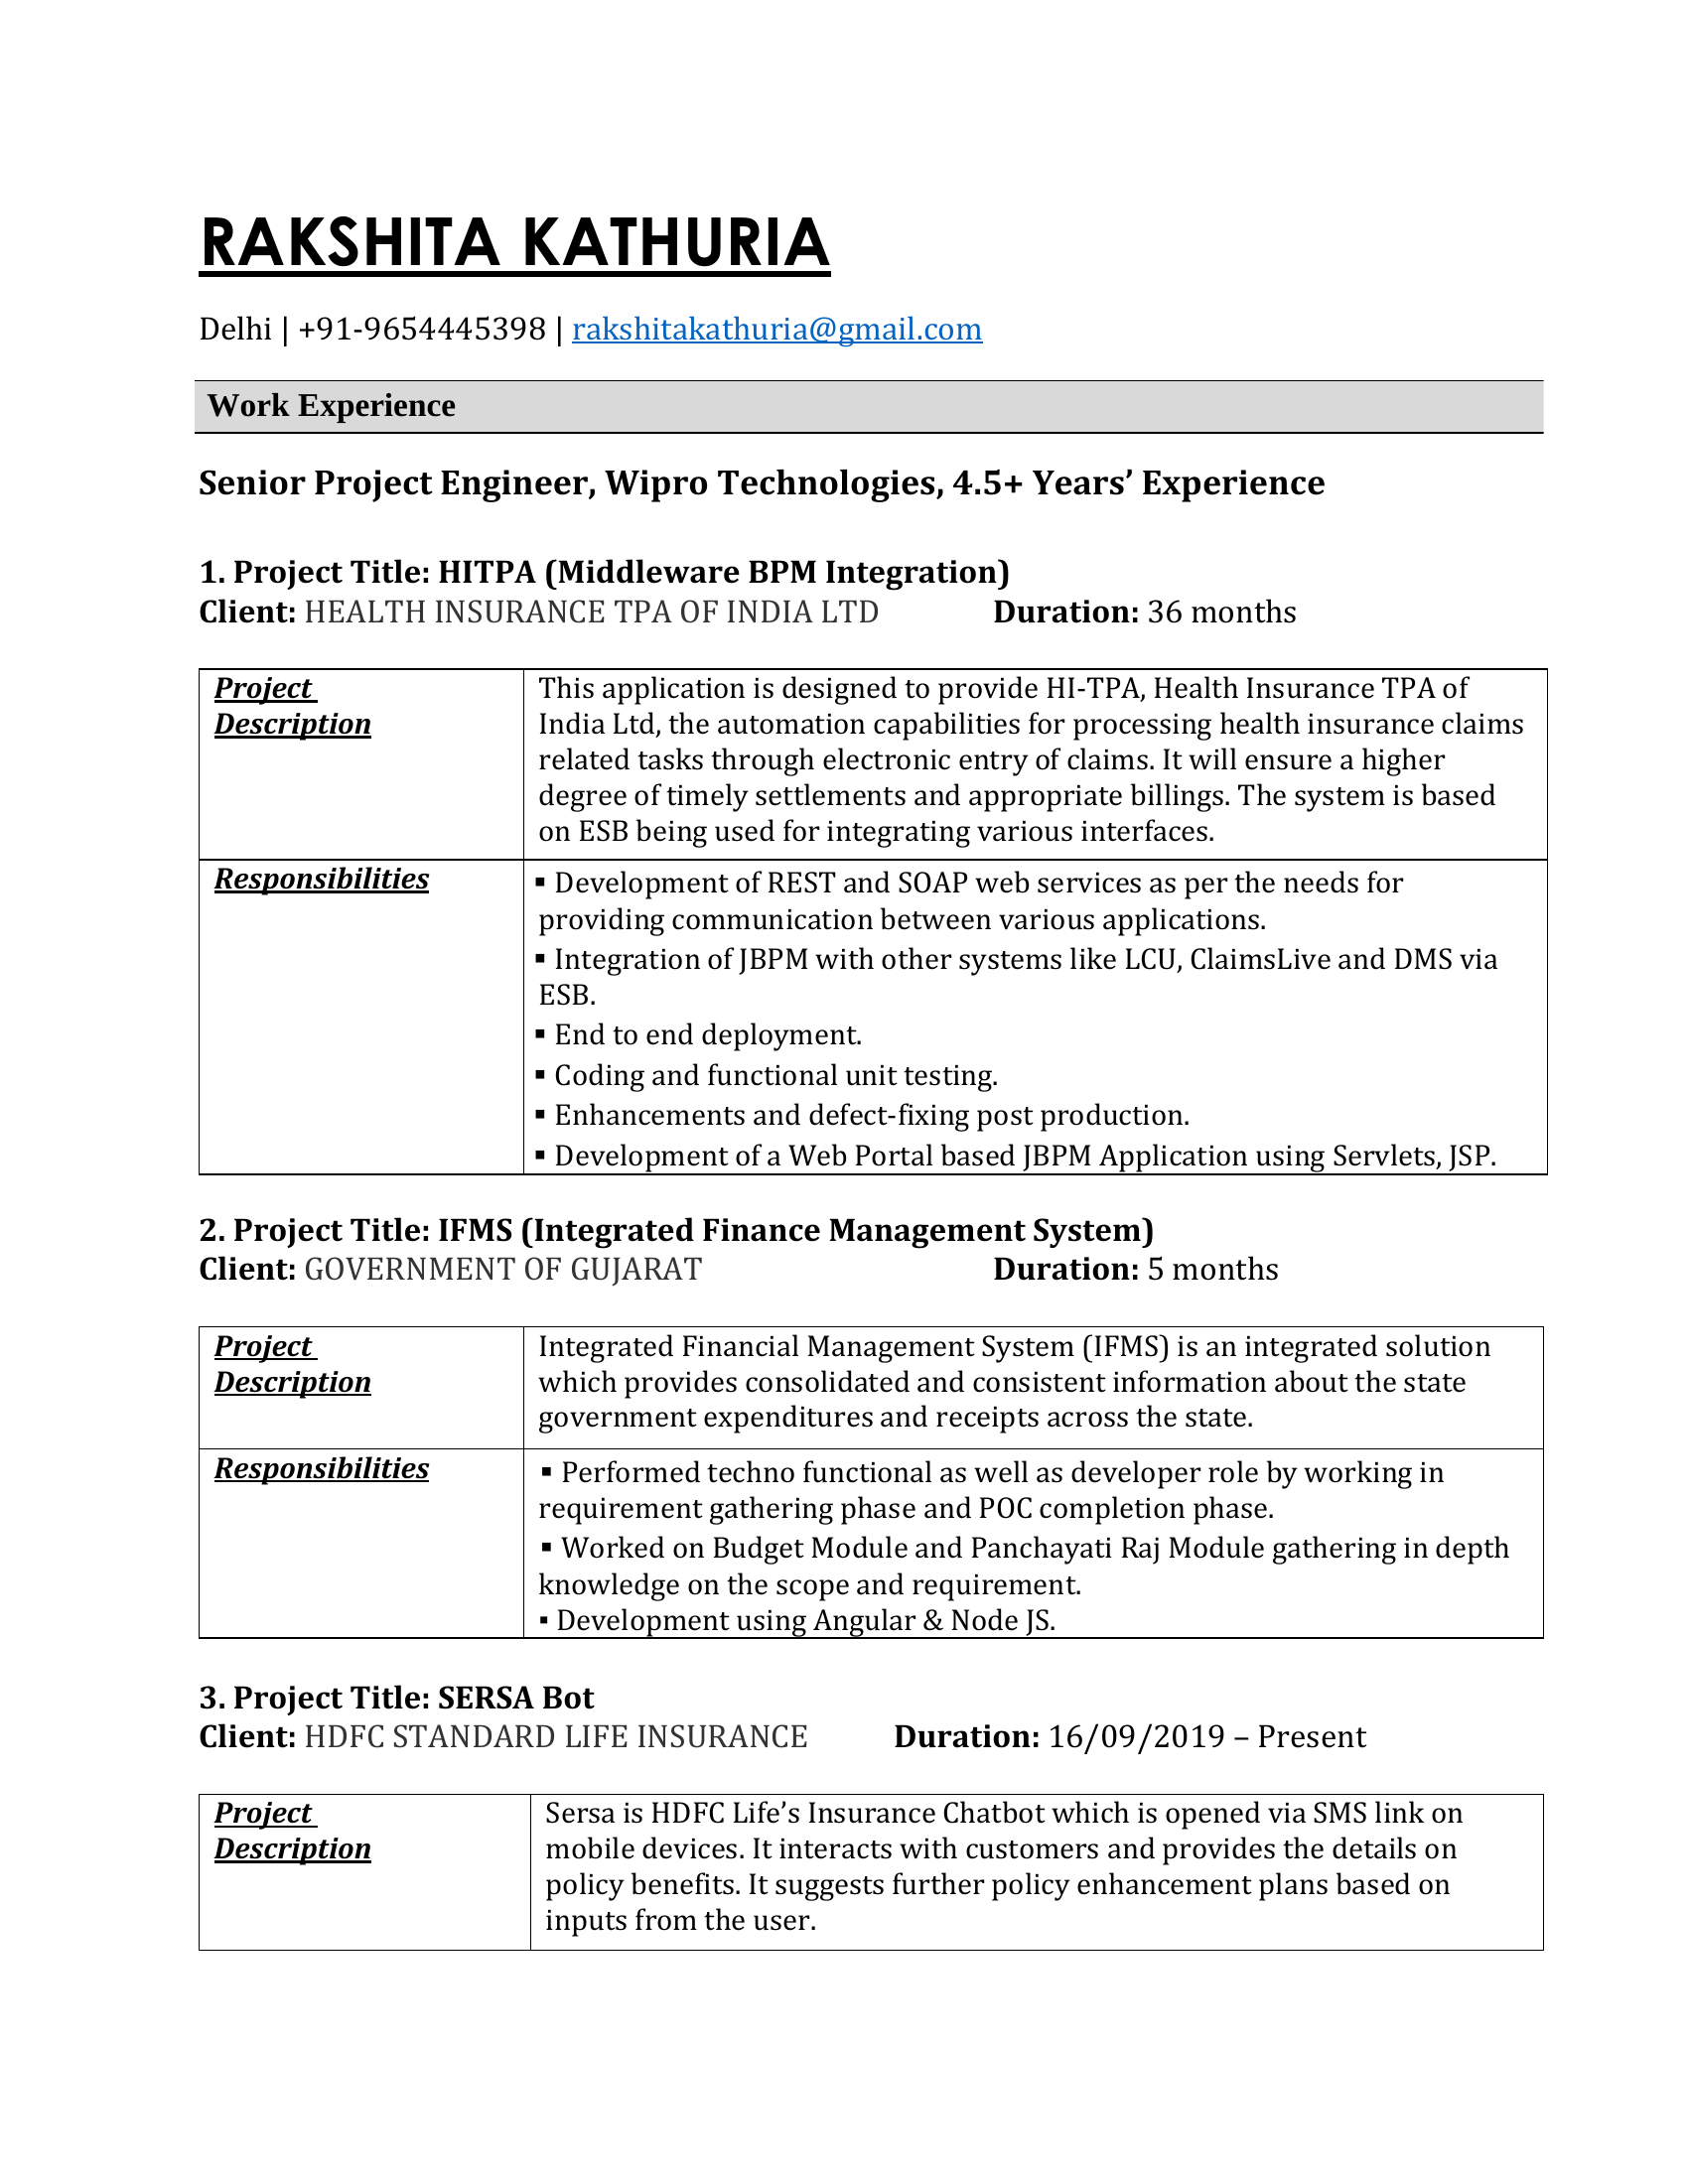 RAKSHITA KATHURIA
Delhi | +91-9654445398 | rakshitakathuria@gmail.com
Work Experience
Senior Project Engineer, Wipro Technologies, 4.5+ Years’ Experience
1. Project Title: HITPA (Middleware BPM Integration)
Client: HEALTH INSURANCE TPA OF INDIA LTD Duration: 36 months
Project
Description
This application is designed to provide HI-TPA, Health Insurance TPA of
India Ltd, the automation capabilities for processing health insurance claims
related tasks through electronic entry of claims. It will ensure a higher
degree of timely settlements and appropriate billings. The system is based
on ESB being used for integrating various interfaces.
Responsibilities
▪ Development of REST and SOAP web services as per the needs for
providing communication between various applications.
▪ Integration of JBPM with other systems like LCU, ClaimsLive and DMS via
ESB.
▪ End to end deployment.
▪ Coding and functional unit testing.
▪ Enhancements and defect-fixing post production.
▪ Development of a Web Portal based JBPM Application using Servlets, JSP.
2. Project Title: IFMS (Integrated Finance Management System)
Client: GOVERNMENT OF GUJARAT Duration: 5 months
Project
Description
Integrated Financial Management System (IFMS) is an integrated solution
which provides consolidated and consistent information about the state
government expenditures and receipts across the state.
Responsibilities
▪ Performed techno functional as well as developer role by working in
requirement gathering phase and POC completion phase.
▪ Worked on Budget Module and Panchayati Raj Module gathering in depth
knowledge on the scope and requirement.
▪ Development using Angular & Node JS.
3. Project Title: SERSA Bot
Client: HDFC STANDARD LIFE INSURANCE Duration: 16/09/2019 – Present
Project
Description
Sersa is HDFC Life’s Insurance Chatbot which is opened via SMS link on
mobile devices. It interacts with customers and provides the details on
policy benefits. It suggests further policy enhancement plans based on
inputs from the user.